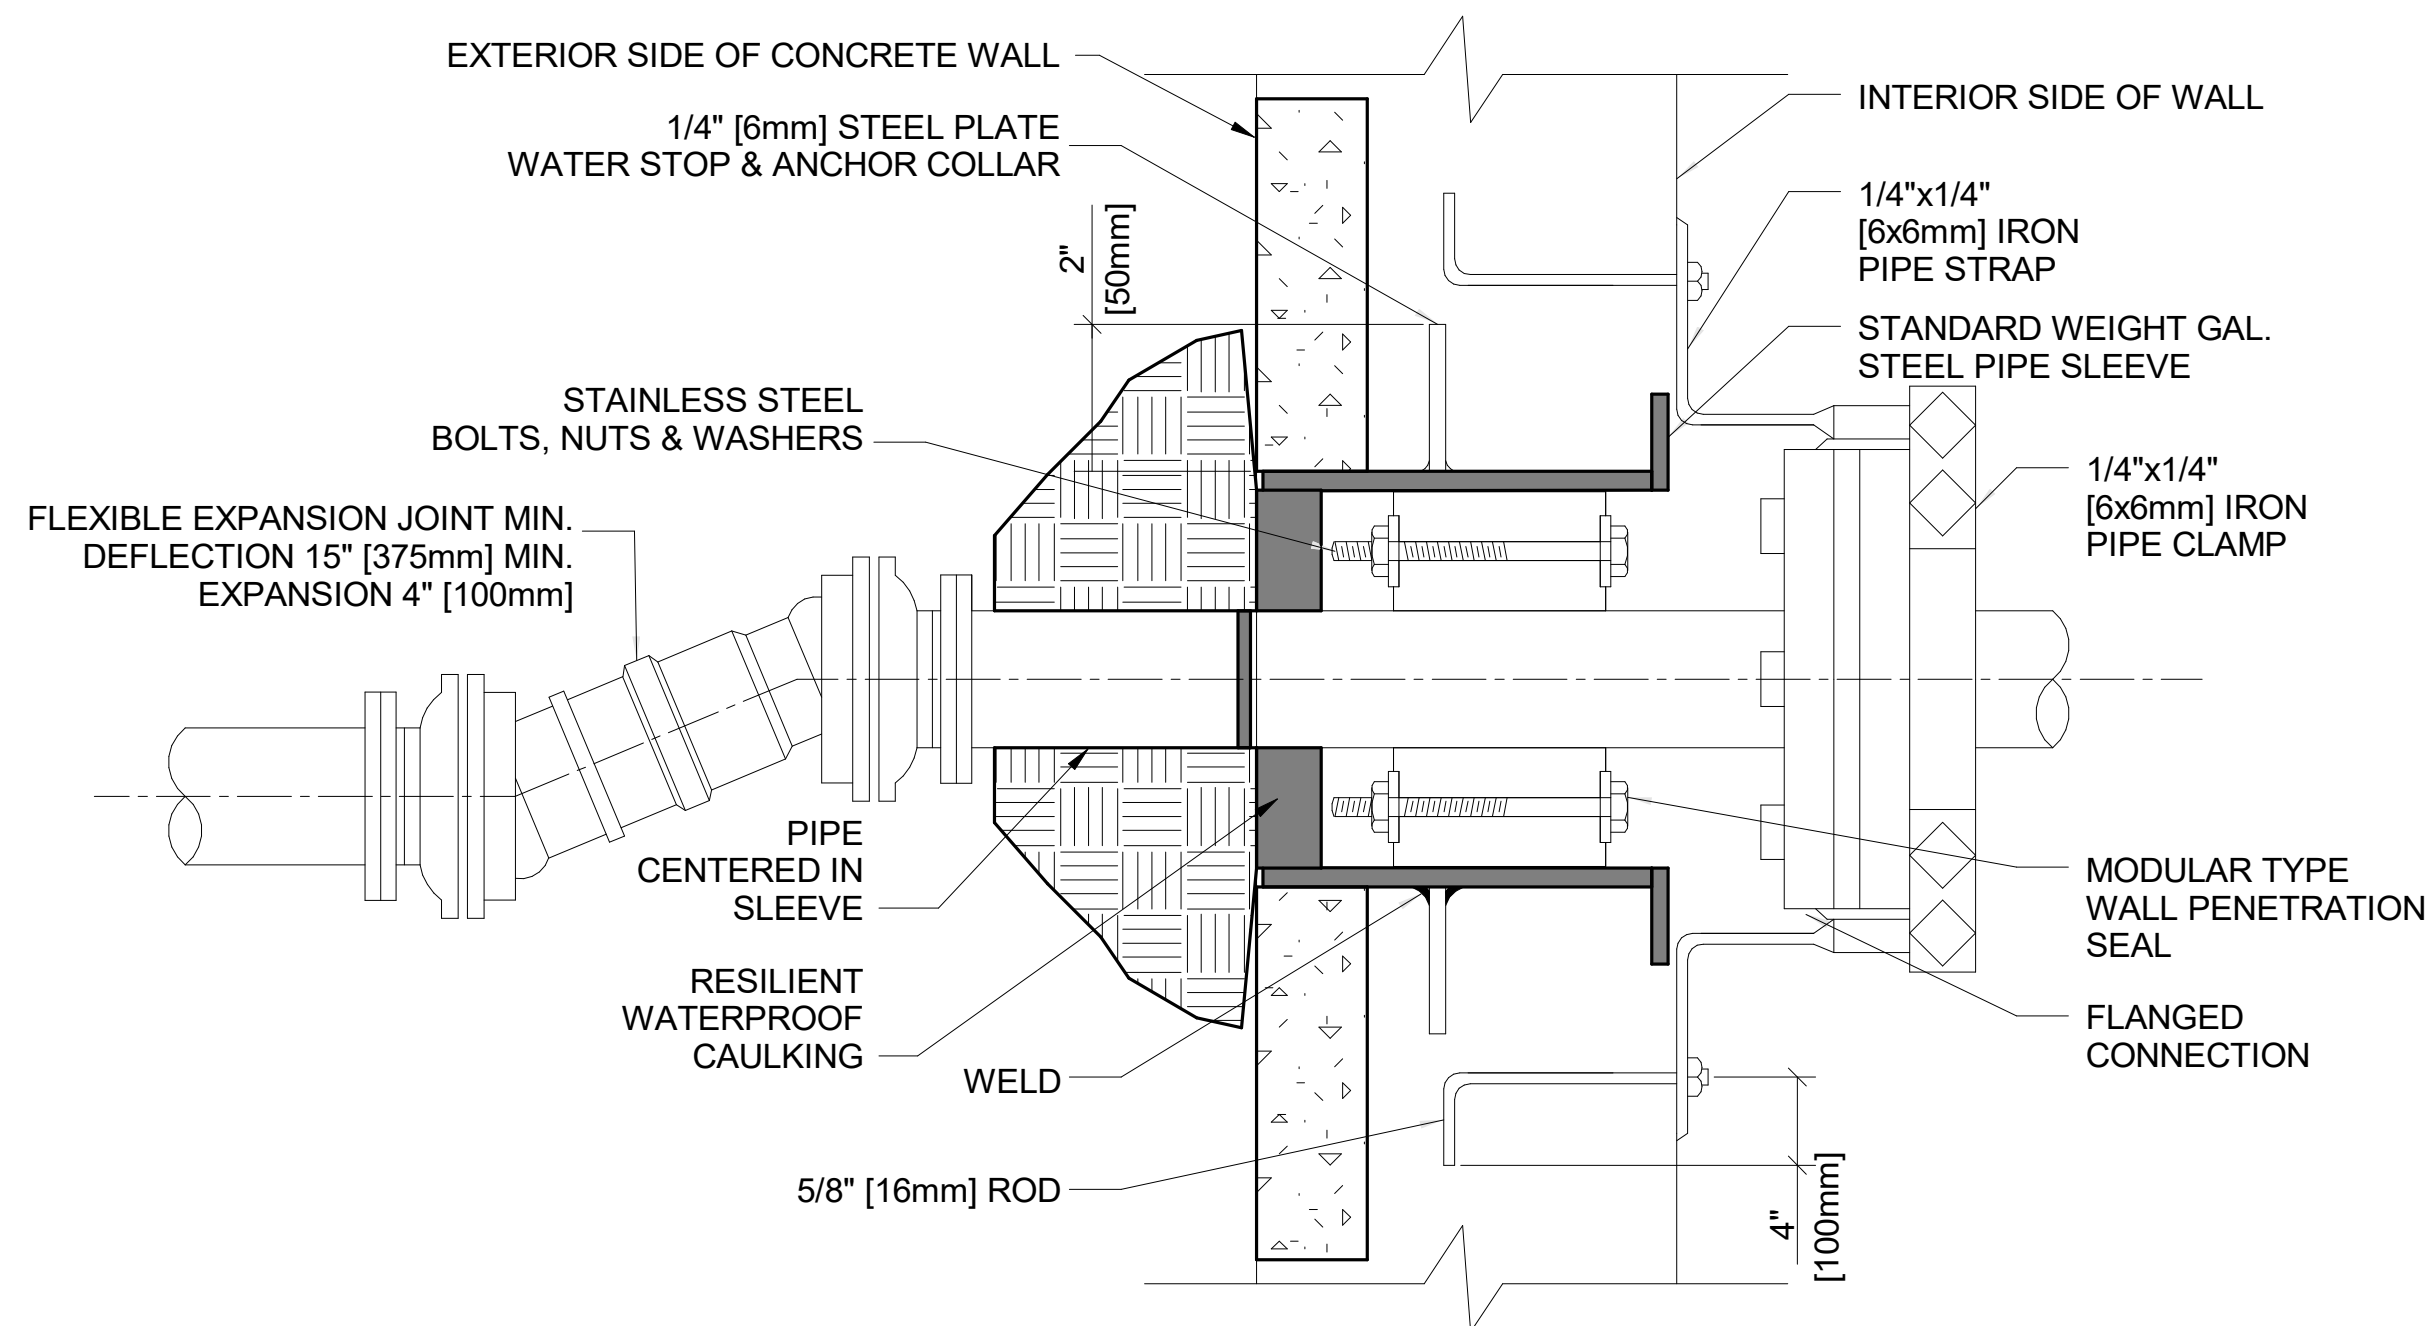 EXTERIOR SIDE OF CONCRETE WALL
1/4" [6mm] STEEL PLATE
WATER STOP & ANCHOR COLLAR
2"
[50mm]
STAINLESS STEEL
BOLTS, NUTS & WASHERS
FLEXIBLE EXPANSION JOINT MIN.
DEFLECTION 15" [375mm] MIN.
EXPANSION 4" [100mm]
PIPE
CENTERED IN
SLEEVE
RESILIENT
WATERPROOF
CAULKING
WELD
5/8" [16mm] ROD
INTERIOR SIDE OF WALL
1/4"x1/4"
[6x6mm] IRON
PIPE STRAP
STANDARD WEIGHT GAL.
STEEL PIPE SLEEVE
1/4"x1/4"
[6x6mm] IRON
PIPE CLAMP
MODULAR TYPE
WALL PENETRATION
SEAL
FLANGED
CONNECTION
4"
[100mm]